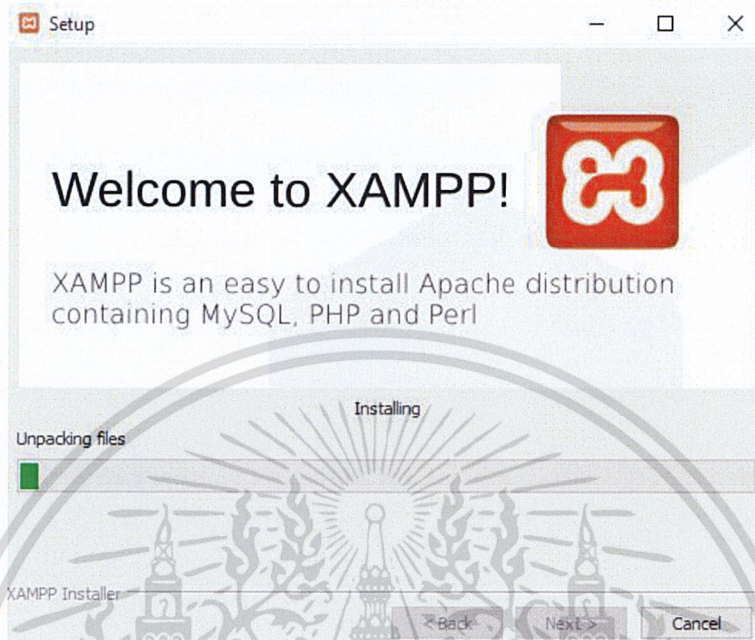 Setup
Welcome to XAMPP!
XAMPP is an easy to install Apache distribution
containing MySQL, PHP and Perl
Installing
Unpacking files
XAMPP Installer
< Back
Next >
Cancel